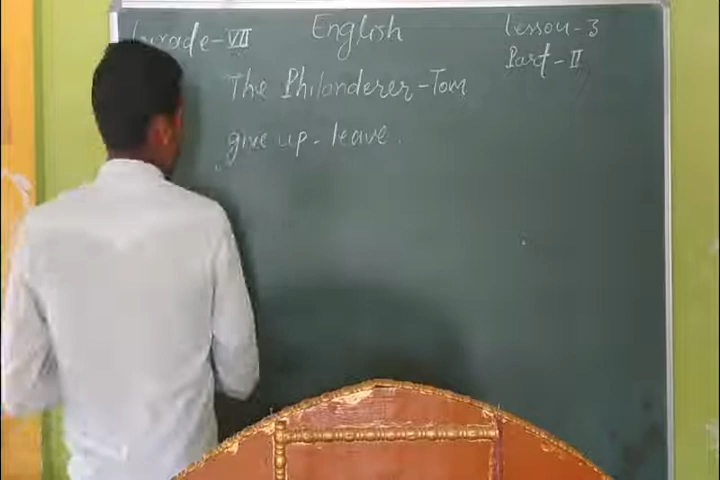 Grade-VII English Lesson-3
Part-II
The Philanderer-Tom
give up - leave.